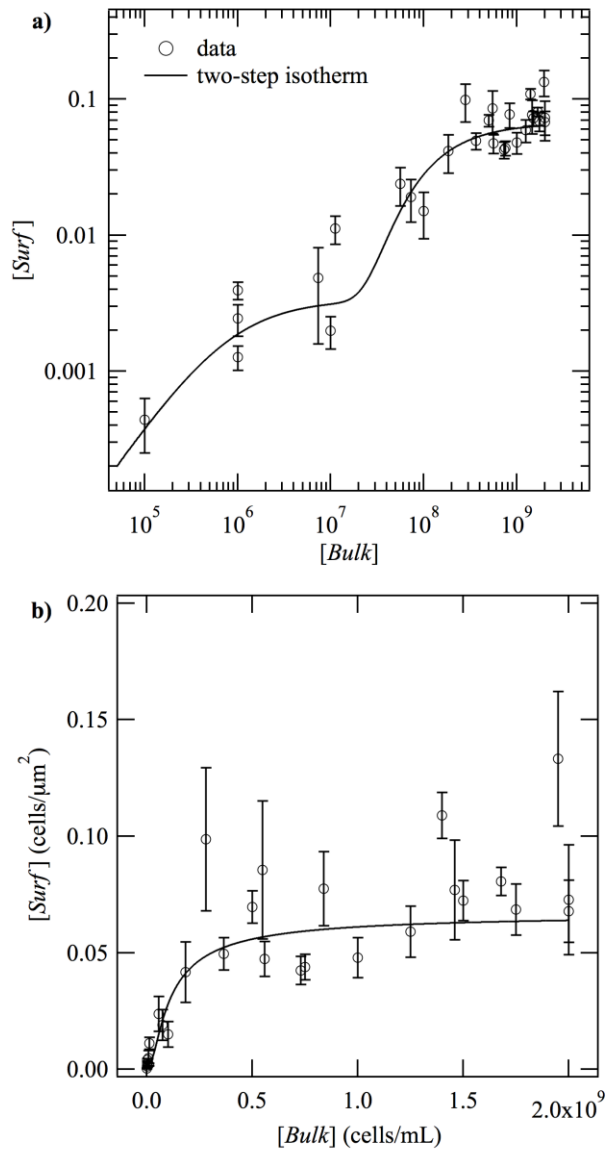 a)
data
two-step isotherm
0.1
0.01
0.001
[Surf]
10^5
10^6
10^7
10^8
10^9
[Bulk]
b)
0.20
0.15
0.10
0.05
0.00
[Surf] (cells/μm^2)
0.0
0.5
1.0
1.5
2.0x10^9
[Bulk] (cells/mL)